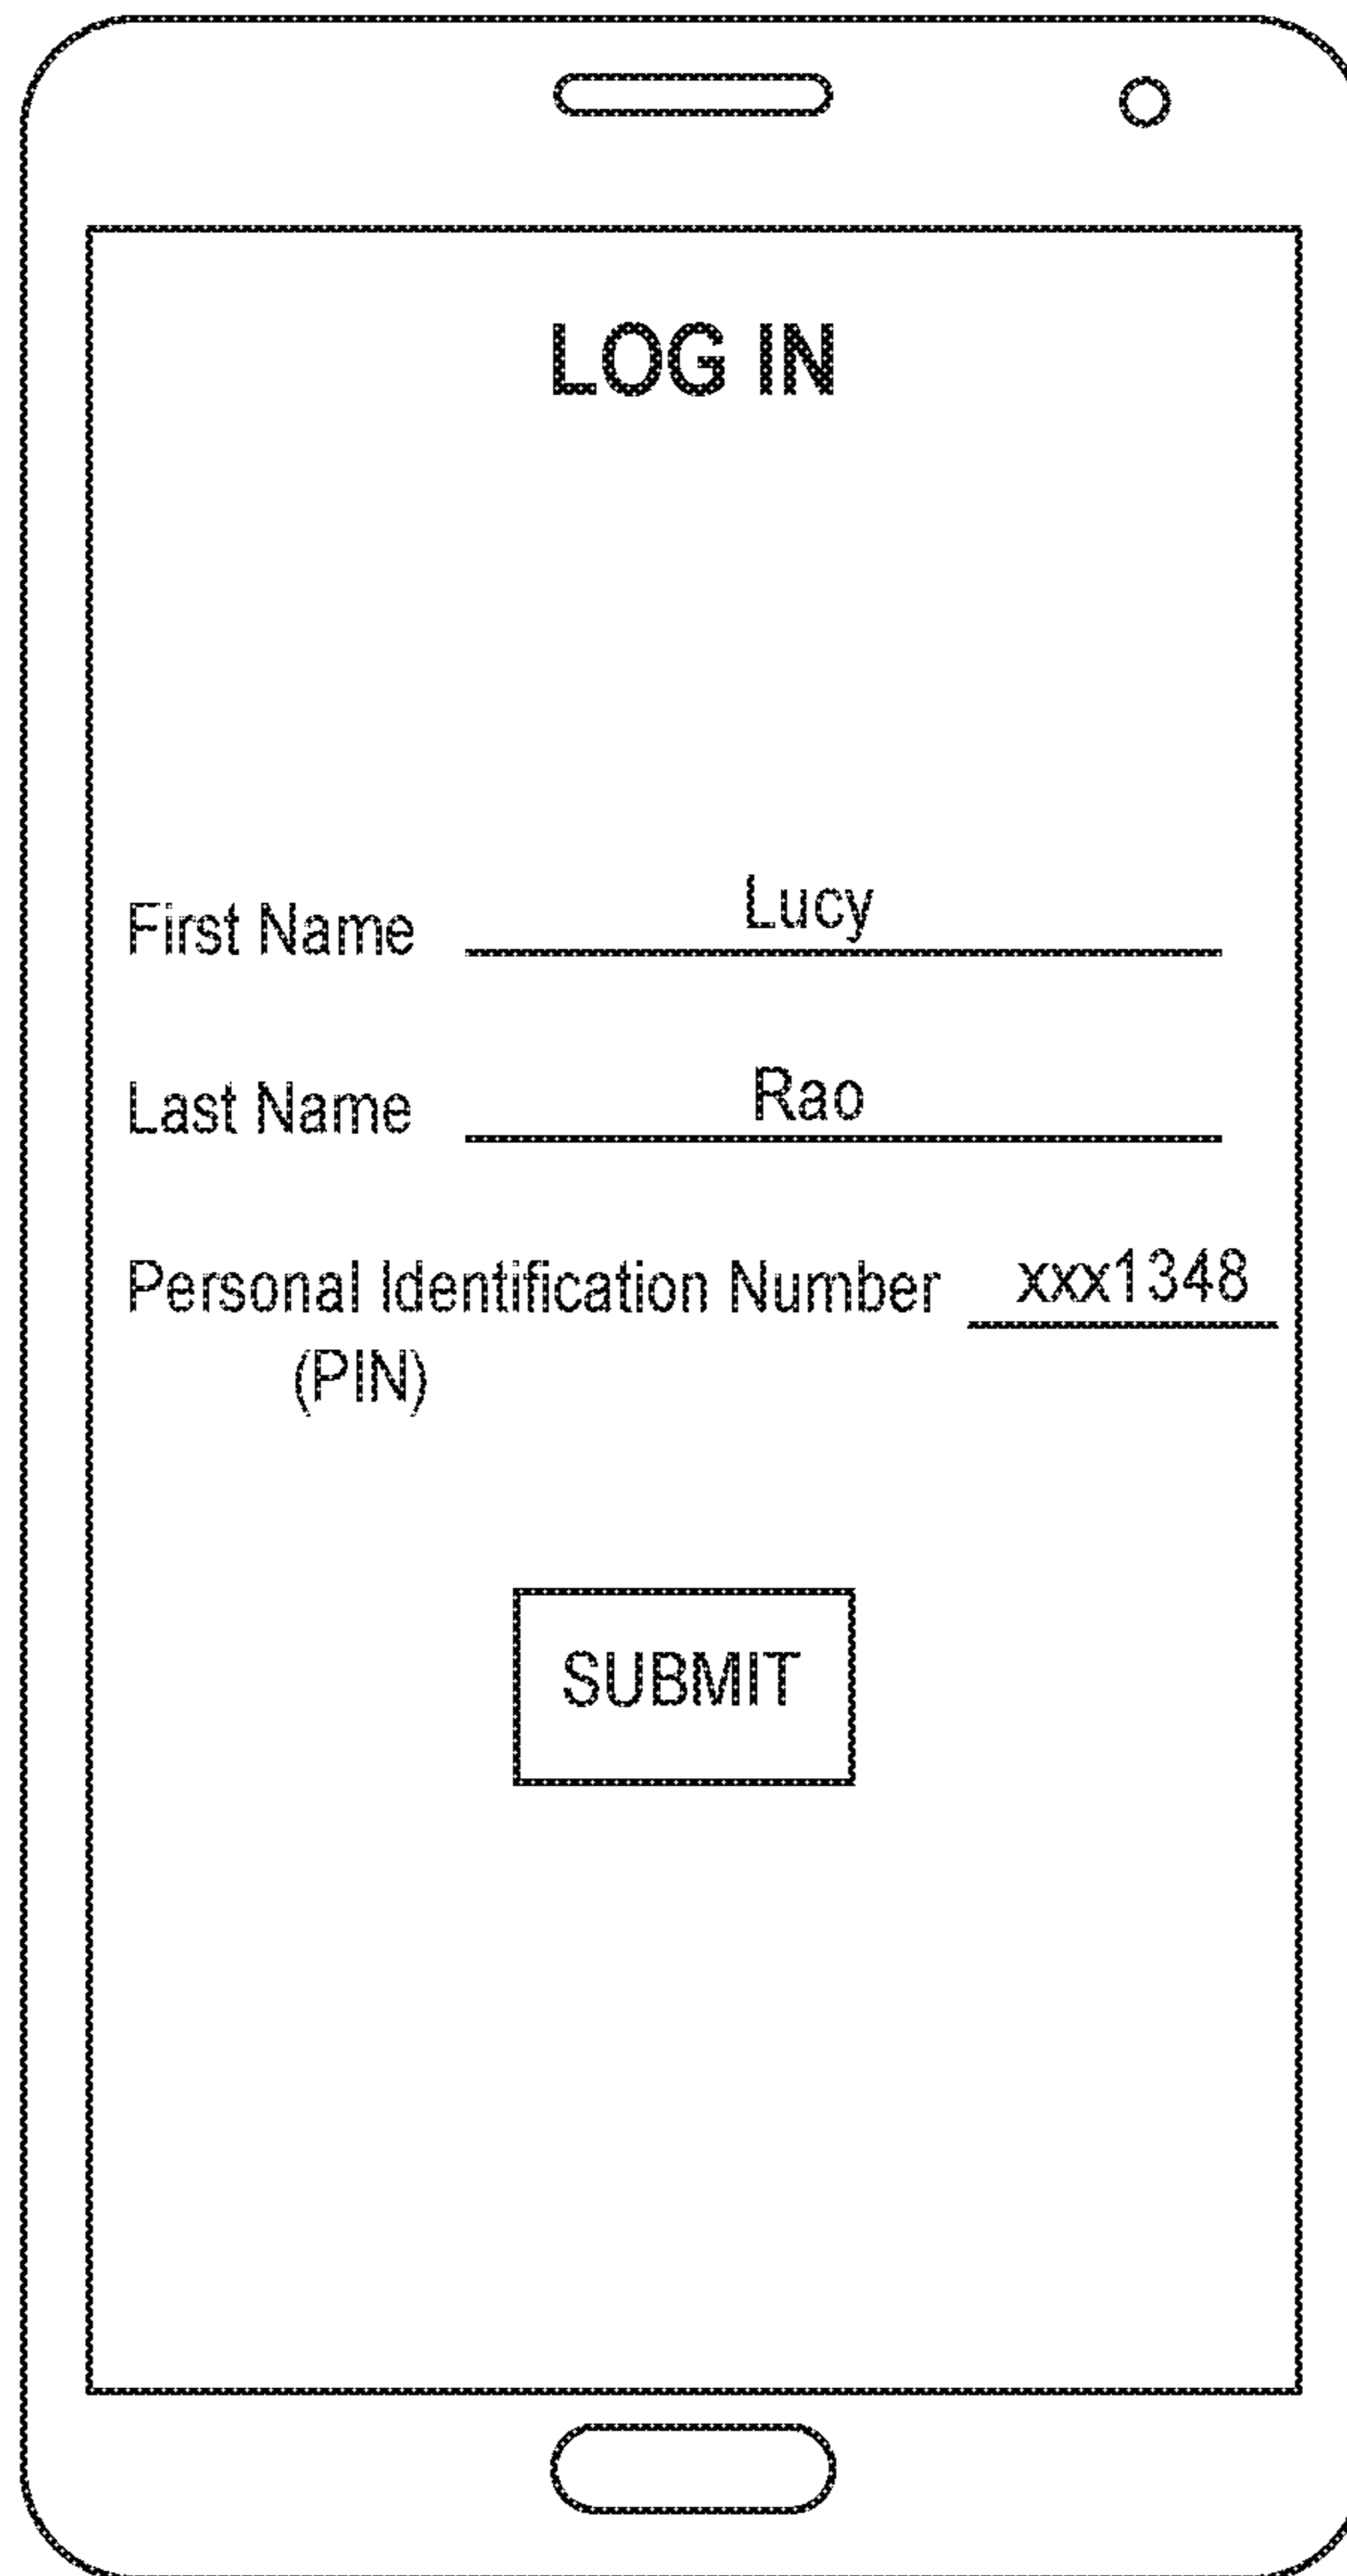 LOG IN
First Name Lucy
Last Name Rao
Personal Identification Number xxx1348
(PIN)
SUBMIT